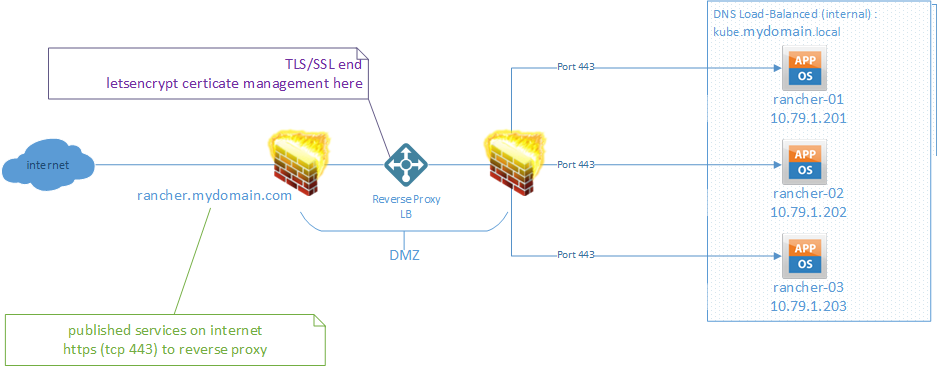 DNS Load-Balanced (internal) :
kube.mydomain.local
TLS/SSL end
letsencrypt certicate management here
Port 443
APP
OS
rancher-01
10.79.1.201
internet
rancher.mydomain.com
Reverse Proxy
LB
DMZ
Port 443
APP
OS
rancher-02
10.79.1.202
Port 443
APP
OS
rancher-03
10.79.1.203
published services on internet
https (tcp 443) to reverse proxy